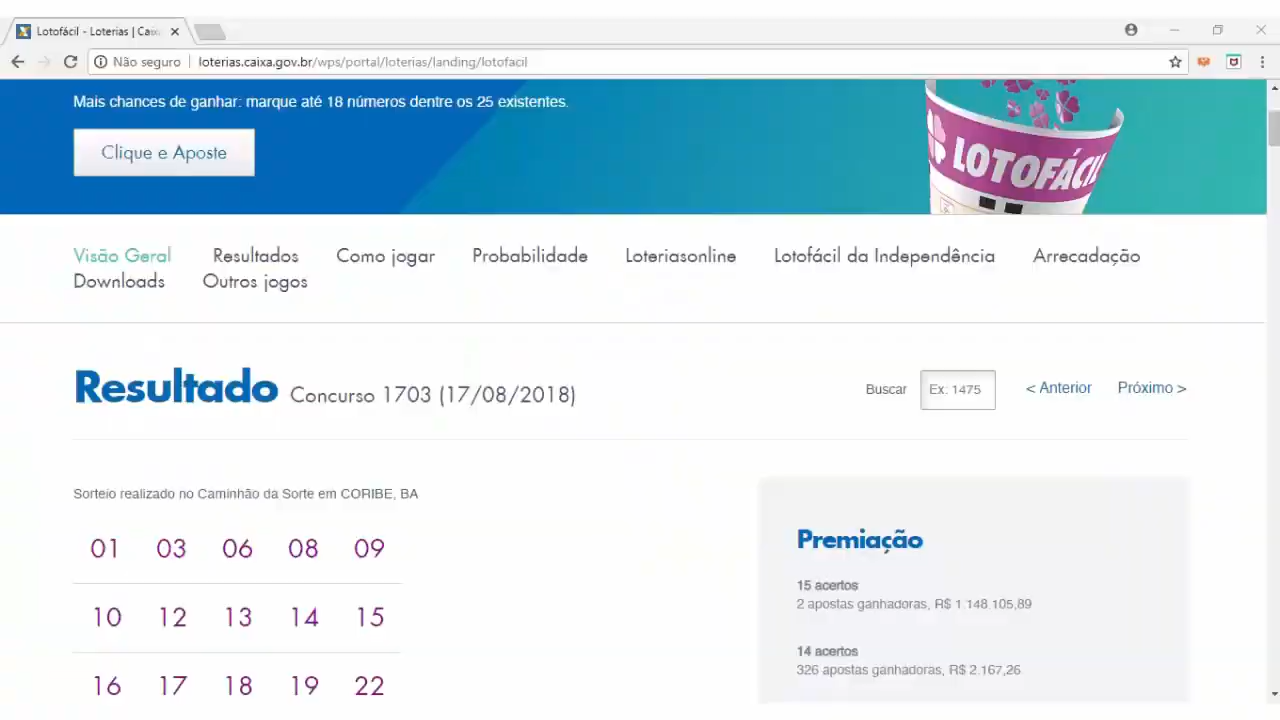 Lotofácil - Loterias | Caix
Não seguro
loterias.caixa.gov.br/wps/portal/loterias/landing/lotofacil
Mais chances de ganhar: marque até 18 números dentre os 25 existentes.
Clique e Aposte
LOTOFÁCIL
Visão Geral Resultados Como jogar Probabilidade Loteriasonline Lotofácil da Independência Arrecadação
Downloads Outros jogos
Resultado Concurso 1703 (17/08/2018)
Buscar Ex: 1475 < Anterior Próximo >
Sorteio realizado no Caminhão da Sorte em CORIBE, BA
01 03 06 08 09
10 12 13 14 15
16 17 18 19 22
Premiação
15 acertos
2 apostas ganhadoras, R$ 1.148.105,89
14 acertos
326 apostas ganhadoras, R$ 2.167,26